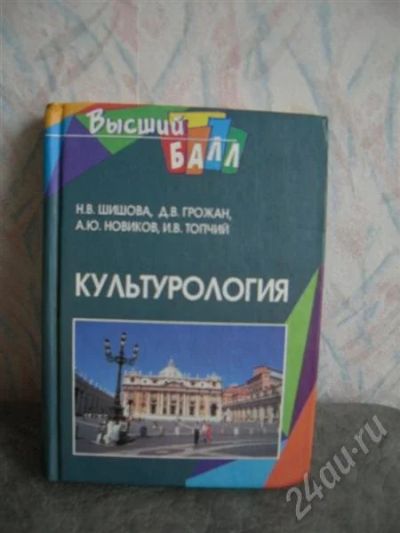 Высший
БАЛЛ
Н.В. ШИШОВА, Д.В. ГРОЖАН,
А.Ю. НОВИКОВ, И.В. ТОПЧИЙ
КУЛЬТУРОЛОГИЯ
24au.ru